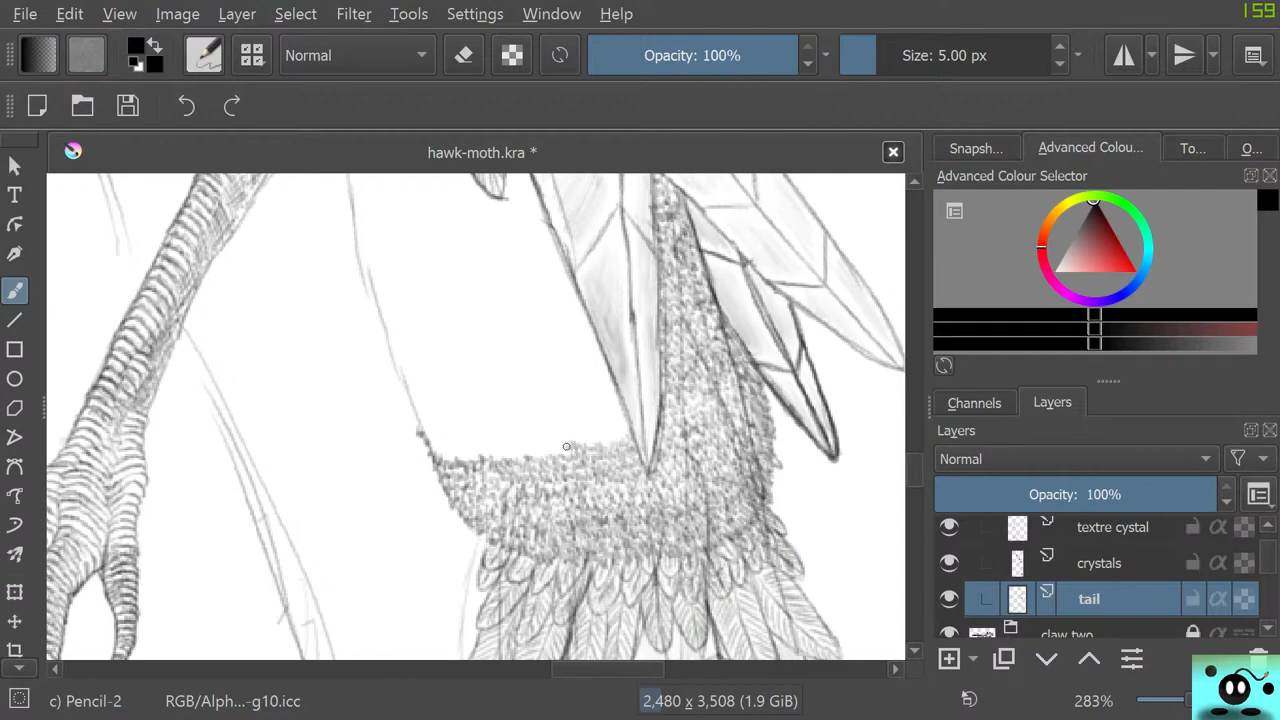 File Edit View Image Layer Select Filter Tools Settings Window Help
159
Normal
Opacity: 100%
Size: 5.00 px
hawk-moth.kra *
Snapsh...
Advanced Colou...
To...
O...
Advanced Colour Selector
Channels
Layers
Layers
Normal
Opacity: 100%
textre cystal
crystals
tail
claw two
c) Pencil-2
RGB/Alph...-g10.icc
2,480 x 3,508 (1.9 GiB)
283%